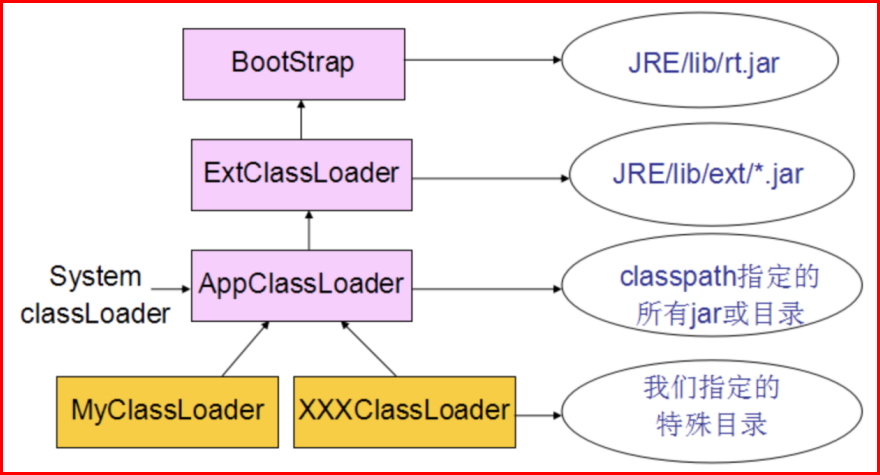 BootStrap
JRE/lib/rt.jar
ExtClassLoader
JRE/lib/ext/*.jar
System
classLoader
AppClassLoader
classpath指定的
所有jar或目录
MyClassLoader
XXXClassLoader
我们指定的
特殊目录